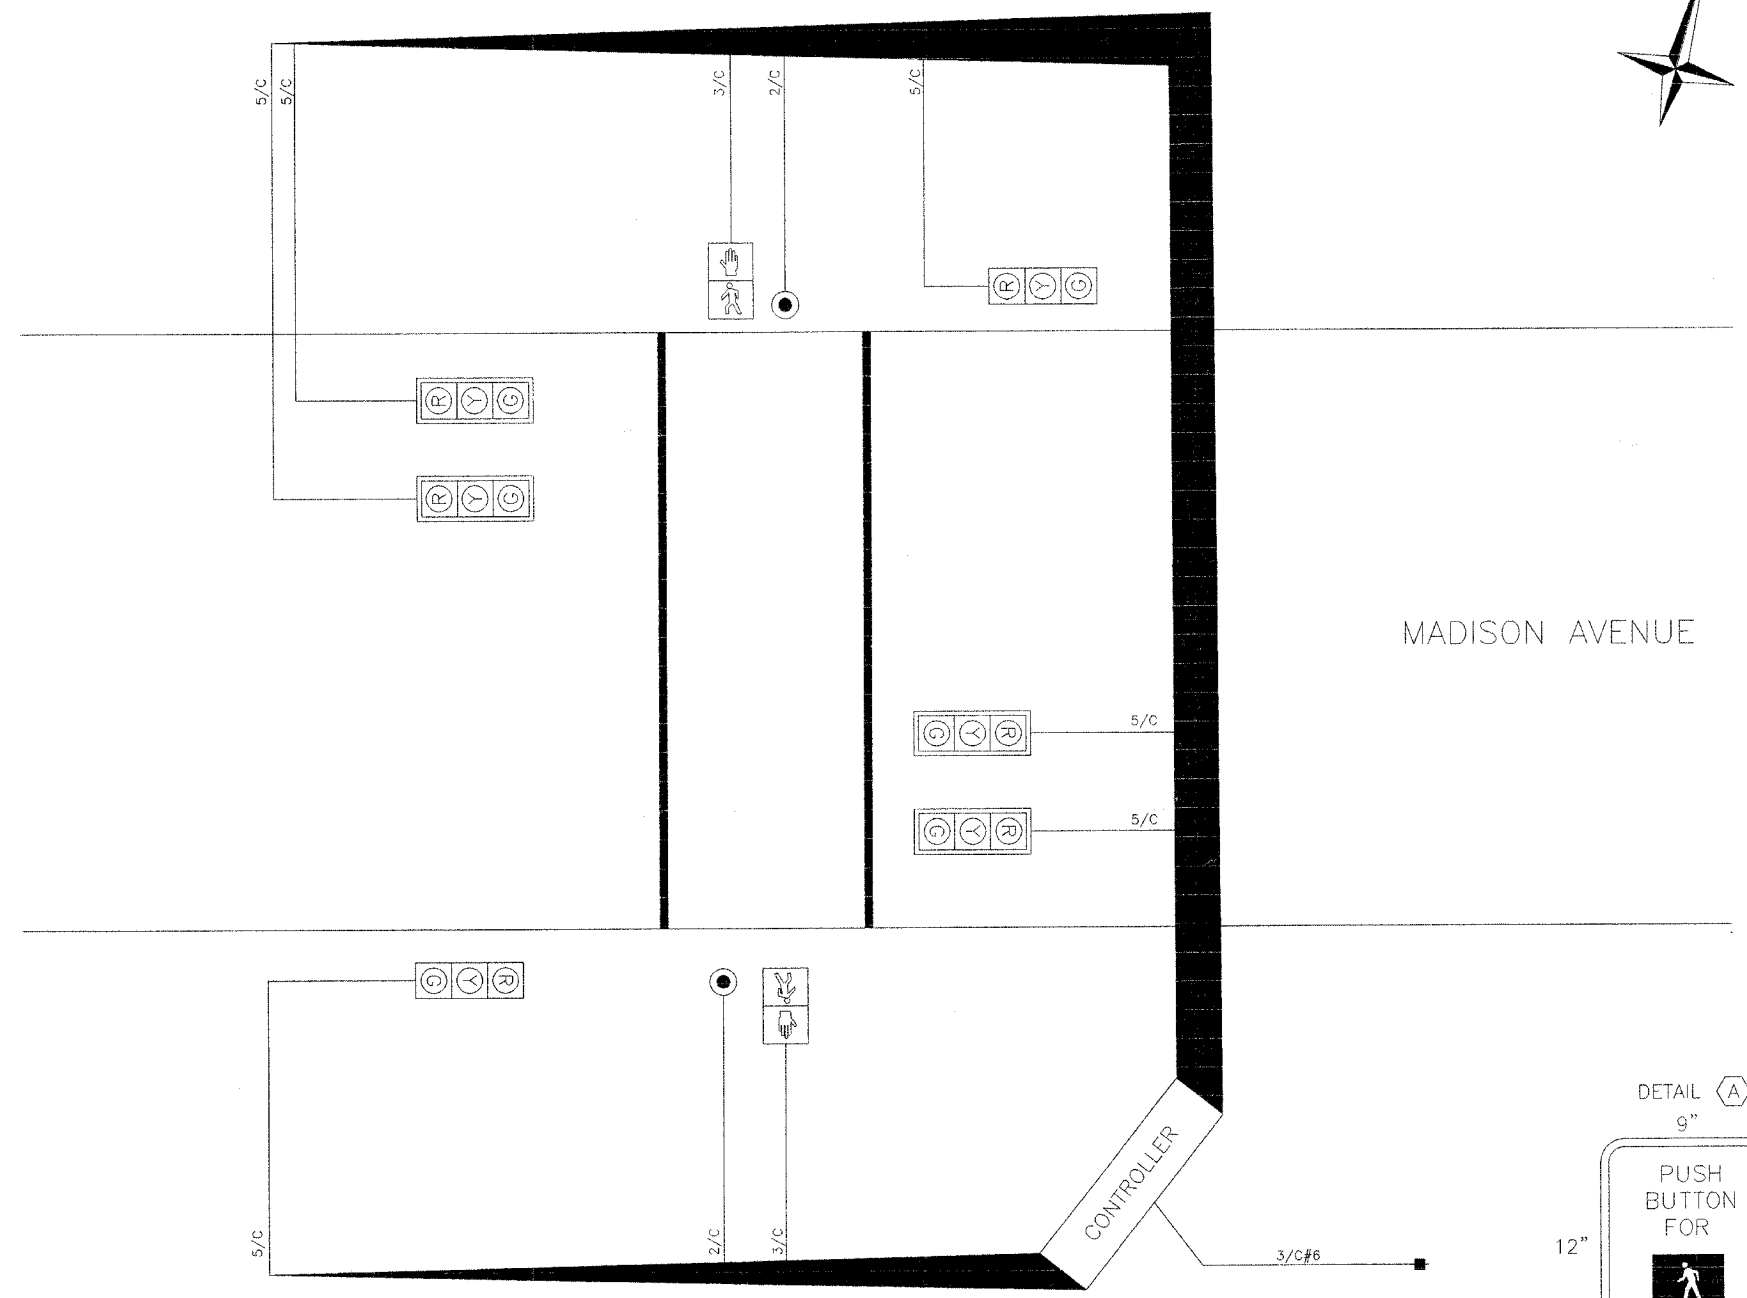 5/C
5/C
3/C
2/C
5/C
R Y G
R Y G
R Y G
MADISON AVENUE
G Y R
5/C
G Y R
5/C
G Y R
5/C
2/C
3/C
CONTROLLER
3/C#6
DETAIL A
9"
12"
PUSH
BUTTON
FOR